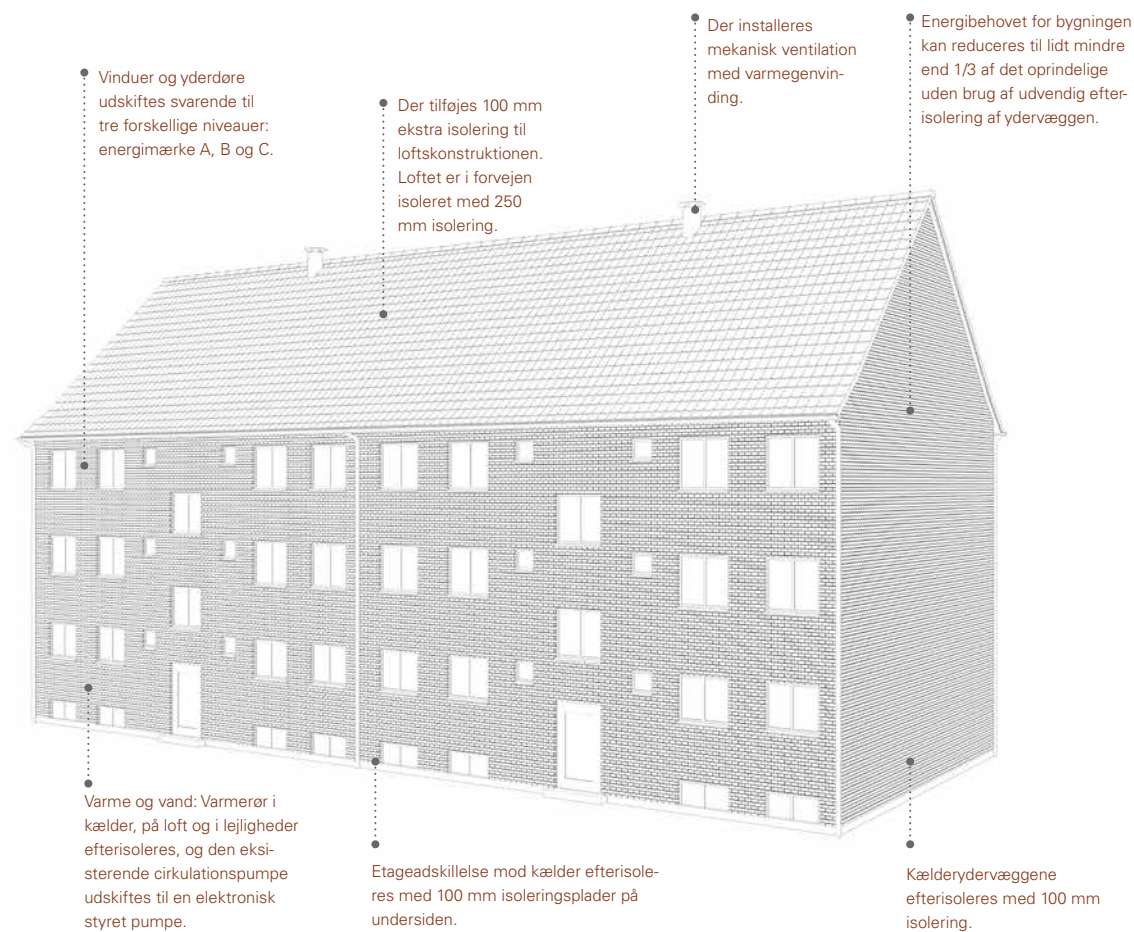 Vinduer og yderdøre
udskiftes svarende til
tre forskellige niveauer:
energimærke A, B og C.
Der tilføjes 100 mm
ekstra isolering til
loftskonstruktionen.
Loftet er i forvejen
isoleret med 250
mm isolering.
Der installeres
mekanisk ventilation
med varmegenvin-
ding.
Energibehovet for bygningen
kan reduceres til lidt mindre
end 1/3 af det oprindelige
uden brug af udvendig efter-
isolering af ydervæggen.
Varme og vand: Varmerør i
kælder, på loft og i lejligheder
efterisoleres, og den eksi-
sterende cirkulationspumpe
udskiftes til en elektronisk
styret pumpe.
Etageadskillelse mod kælder efterisole-
res med 100 mm isoleringsplader på
undersiden.
Kælderydervæggene
efterisoleres med 100 mm
isolering.